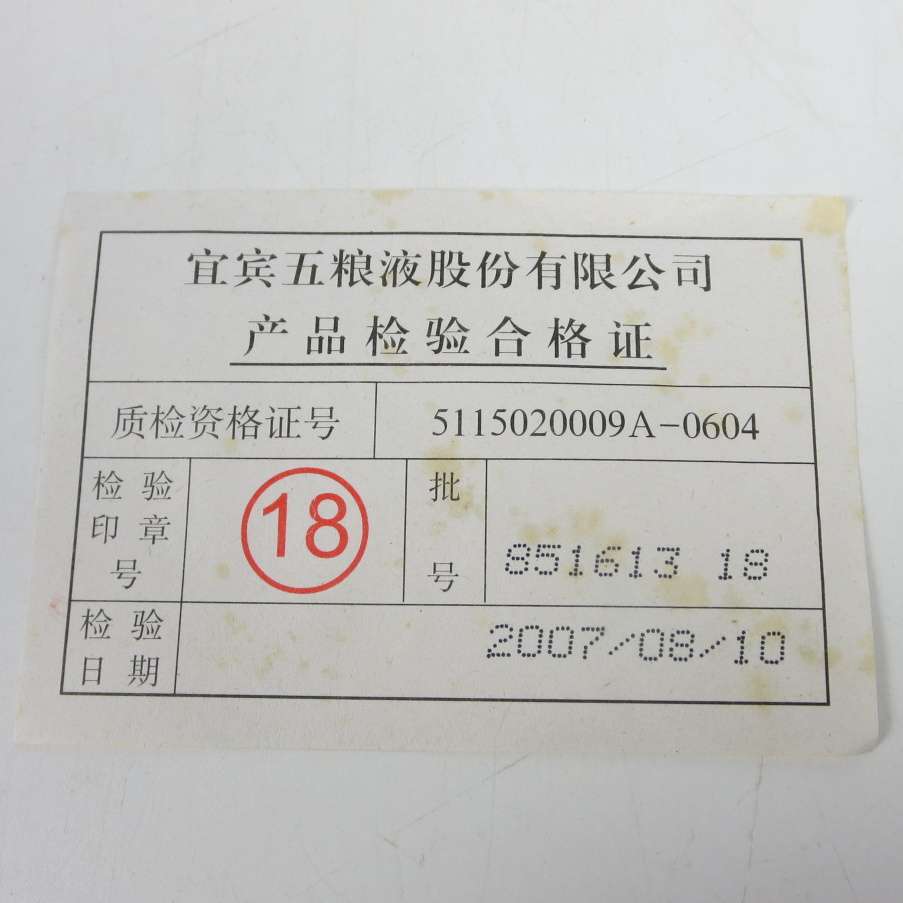 宜宾五粮液股份有限公司
产品检验合格证
质检资格证号 5115020009A-0604
检验印章号 18 批号 851613 18
检验日期 2007/08/10